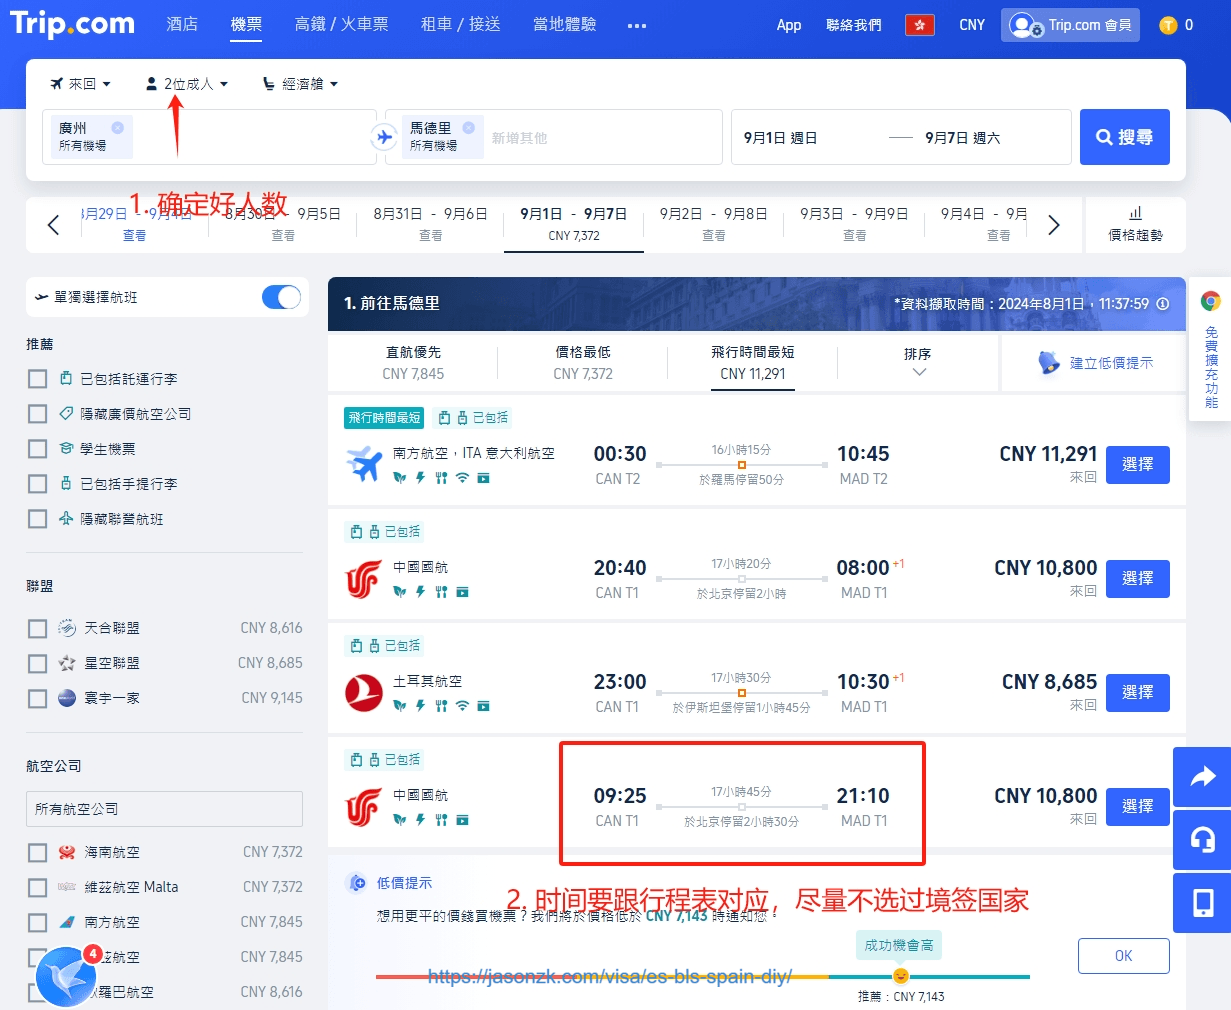 Trip.com 酒店 機票 高鐵 / 火車票 租車 / 接送 當地體驗 ••• App 聯絡我們 CNY Trip.com 會員 T 0
來回 2位成人 經濟艙
廣州 所有機場 馬德里 所有機場 新增其他 9月1日 週日 9月7日 週六 搜尋
1. 确定好人数
月29日 - 9月4日 查看
8月30日 - 9月5日 查看
8月31日 - 9月6日 查看
9月1日 - 9月7日 CNY 7,372
9月2日 - 9月8日 查看
9月3日 - 9月9日 查看
9月4日 - 9月 查看
價格趨勢
單獨選擇航班
推薦
已包括託運行李
隱藏廉價航空公司
學生機票
已包括手提行李
隱藏聯營航班
聯盟
天合聯盟 CNY 8,616
星空聯盟 CNY 8,685
寰宇一家 CNY 9,145
航空公司
所有航空公司
海南航空 CNY 7,372
維茲航空 Malta CNY 7,372
南方航空 CNY 7,845
茲航空 CNY 7,845
歐羅巴航空 CNY 8,616
4
1. 前往馬德里 *資料擷取時間：2024年8月1日，11:37:59
直航優先 CNY 7,845
價格最低 CNY 7,372
飛行時間最短 CNY 11,291
排序
建立低價提示
飛行時間最短 已包括
南方航空，ITA 意大利航空
00:30 CAN T2
16小時15分
於羅馬停留50分
10:45 MAD T2
CNY 11,291 來回 選擇
已包括
中國國航
20:40 CAN T1
17小時20分
於北京停留2小時
08:00 +1 MAD T1
CNY 10,800 來回 選擇
已包括
土耳其航空
23:00 CAN T1
17小時30分
於伊斯坦堡停留1小時45分
10:30 +1 MAD T1
CNY 8,685 來回 選擇
已包括
中國國航
09:25 CAN T1
17小時45分
於北京停留2小時30分
21:10 MAD T1
CNY 10,800 來回 選擇
低價提示
2. 时间要跟行程表对应，尽量不选过境签国家
想用更平的價錢買機票？我們將於價格低於 CNY 7,143 時通知您。
成功機會高
https://jasonzk.com/visa/es-bls-spain-diy/
推薦：CNY 7,143
OK
免費擴充功能